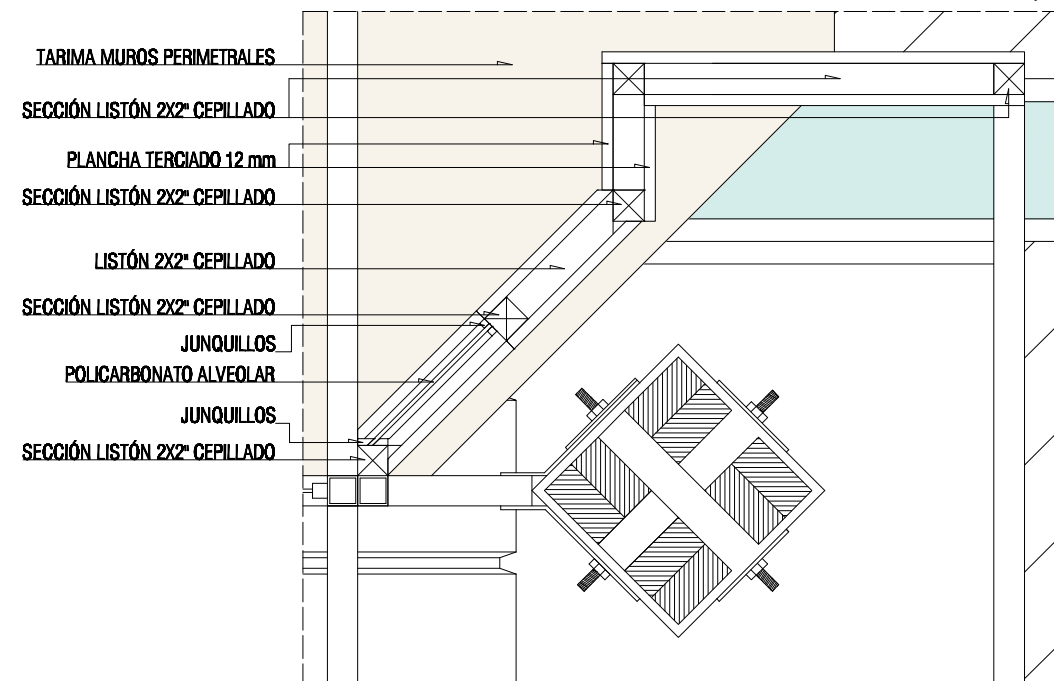 TARIMA MUROS PERIMETRALES
SECCIÓN LISTÓN 2X2" CEPILLADO
PLANCHA TERCIADO 12 mm
SECCIÓN LISTÓN 2X2" CEPILLADO
LISTÓN 2X2" CEPILLADO
SECCIÓN LISTÓN 2X2" CEPILLADO
JUNQUILLOS
POLICARBONATO ALVEOLAR
JUNQUILLOS
SECCIÓN LISTÓN 2X2" CEPILLADO